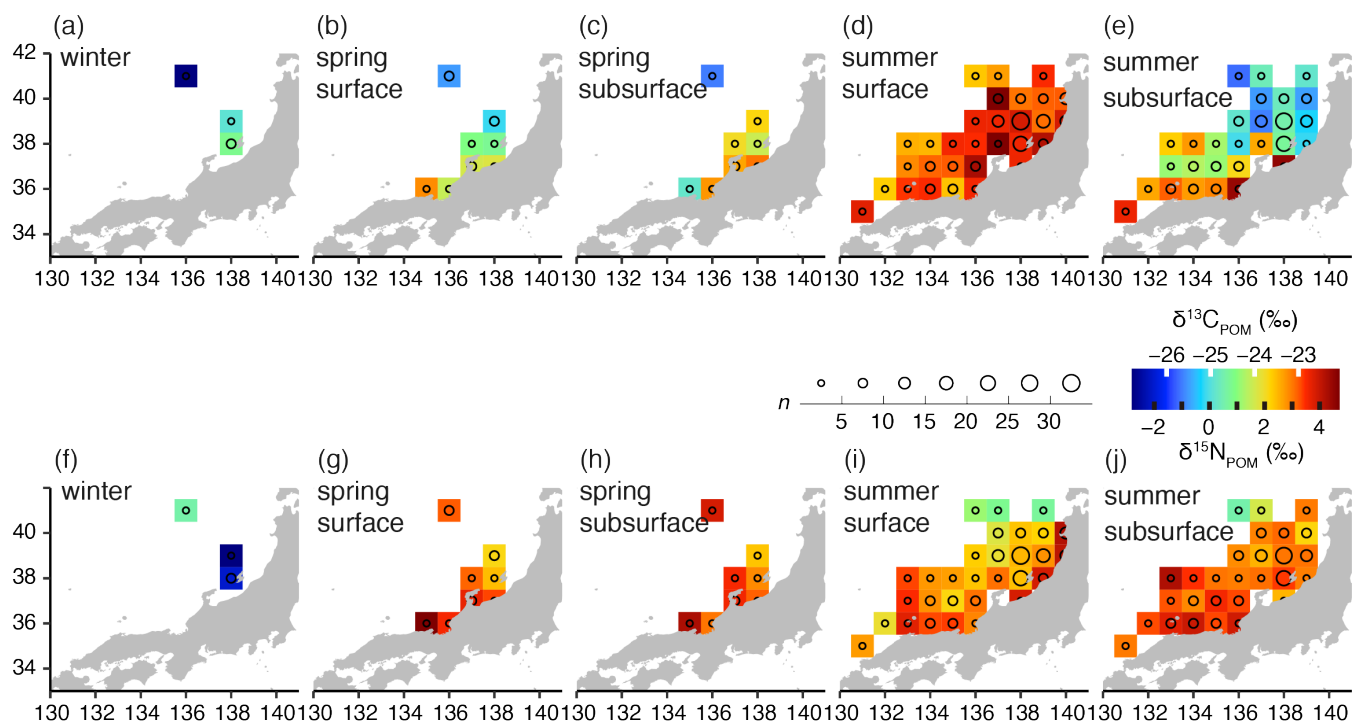 (a) (b) (c) (d) (e)
winter
spring
surface
spring
subsurface
summer
surface
summer
subsurface
42
40
38
36
34
130 132 134 136 138 140
130 132 134 136 138 140
130 132 134 136 138 140
130 132 134 136 138 140
130 132 134 136 138 140
δ¹³C_POM (‰)
−26 −25 −24 −23
n
5 10 15 20 25 30
−2 0 2 4
δ¹⁵N_POM (‰)
(f) (g) (h) (i) (j)
winter
spring
surface
spring
subsurface
summer
surface
summer
subsurface
40
38
36
34
130 132 134 136 138 140
130 132 134 136 138 140
130 132 134 136 138 140
130 132 134 136 138 140
130 132 134 136 138 140